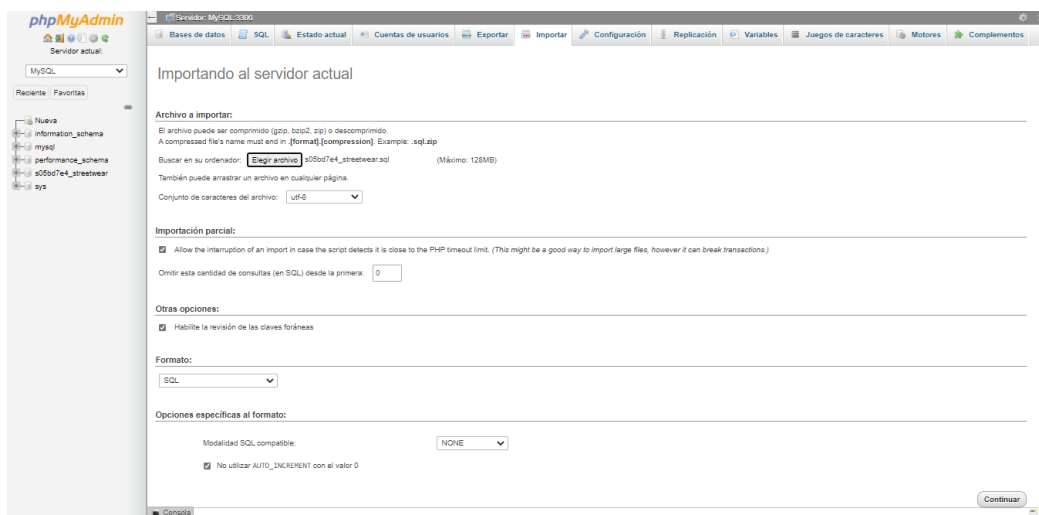 phpMyAdmin
Servidor actual:
MySQL
Reciente Favoritas
Nueva
information_schema
mysql
performance_schema
s05bd7e4_streetwear
sys
Servidor: MySQL:3306
Bases de datos SQL Estado actual Cuentas de usuarios Exportar Importar Configuración Replicación Variables Juegos de caracteres Motores Complementos
Importando al servidor actual
Archivo a importar:
El archivo puede ser comprimido (gzip, bzip2, zip) o descomprimido.
A compressed file's name must end in .[format].[compression]. Example: .sql.zip
Buscar en su ordenador: Elegir archivo s05bd7e4_streetwear.sql (Máximo: 128MB)
También puede arrastrar un archivo en cualquier página.
Conjunto de caracteres del archivo: utf-8
Importación parcial:
Allow the interruption of an import in case the script detects it is close to the PHP timeout limit. (This might be a good way to import large files, however it can break transactions.)
Omitir esta cantidad de consultas (en SQL) desde la primera: 0
Otras opciones:
Habilite la revisión de las claves foráneas
Formato:
SQL
Opciones específicas al formato:
Modalidad SQL compatible: NONE
No utilizar AUTO_INCREMENT con el valor 0
Continuar
Consola